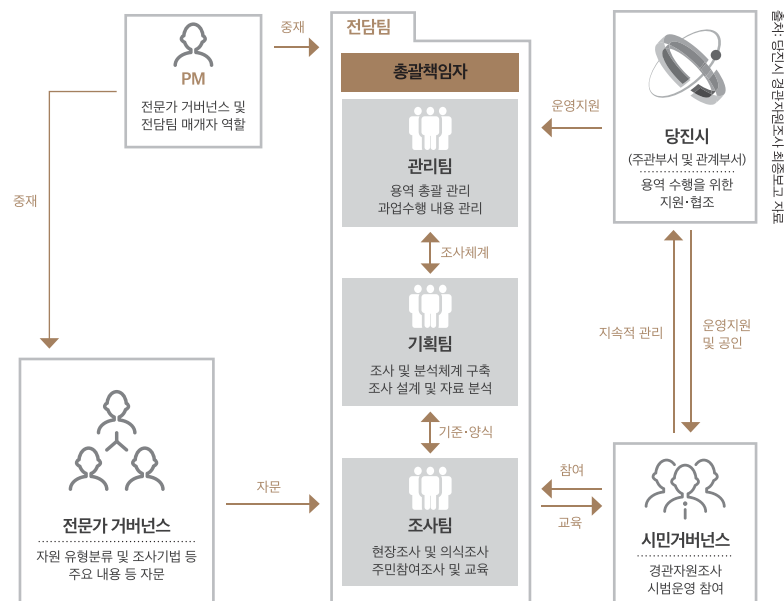 PM
전문가 거버넌스 및
전담팀 매개자 역할
중재
중재
전담팀
총괄책임자
관리팀
용역 총괄 관리
과업수행 내용 관리
조사체계
기획팀
조사 및 분석체계 구축
조사 설계 및 자료 분석
기준·양식
조사팀
현장조사 및 의식조사
주민참여조사 및 교육
운영지원
당진시
(주관부서 및 관계부서)
용역 수행을 위한
지원·협조
지속적 관리
운영지원
및 공인
전문가 거버넌스
자원 유형분류 및 조사기법 등
주요 내용 등 자문
자문
참여
교육
시민거버넌스
경관자원조사
시범운영 참여
출처: 당진시 경관자원조사 최종보고 자료